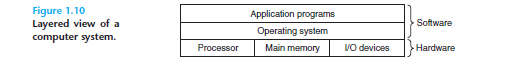 Figure 1.10
Layered view of a
computer system.
Application programs
Operating system
Software
Processor Main memory I/O devices
Hardware